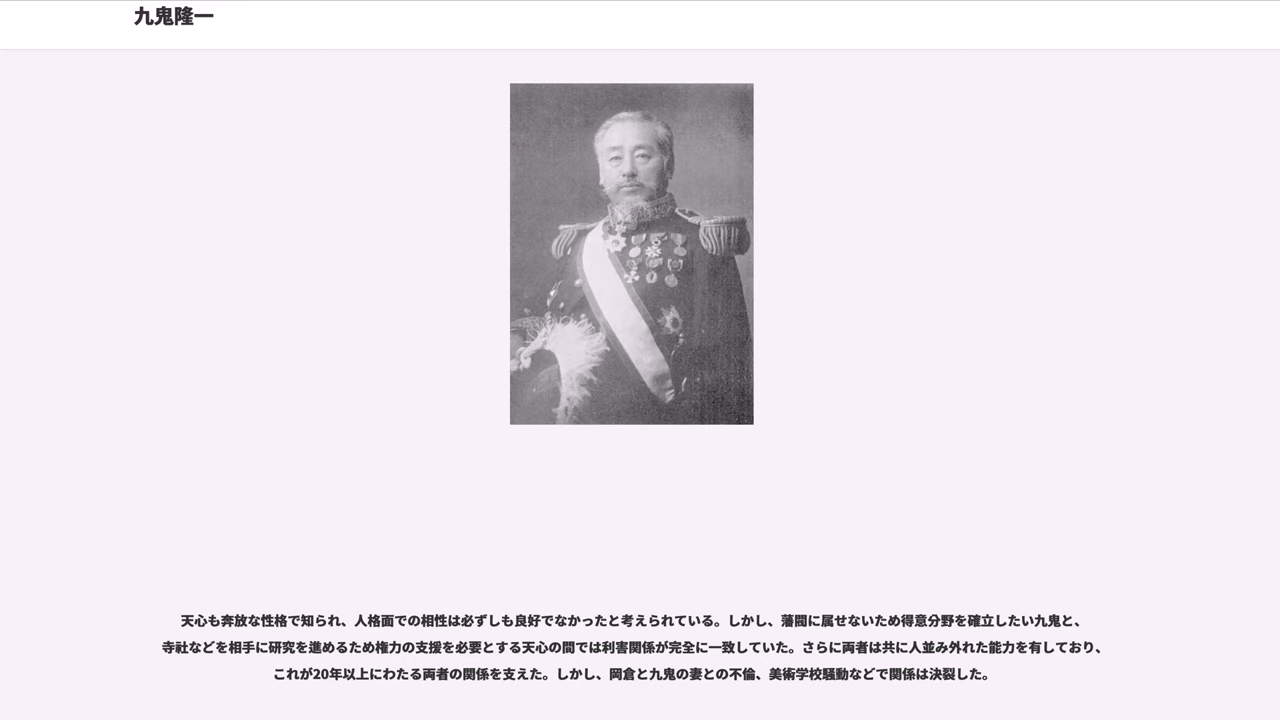 九鬼隆一
天心も奔放な性格で知られ、人格面での相性は必ずしも良好でなかったと考えられている。しかし、藩閥に属せないため得意分野を確立したい九鬼と、
寺社などを相手に研究を進めるため権力の支援を必要とする天心の間では利害関係が完全に一致していた。さらに両者は共に人並み外れた能力を有しており、
これが20年以上にわたる両者の関係を支えた。しかし、岡倉と九鬼の妻との不倫、美術学校騒動などで関係は決裂した。